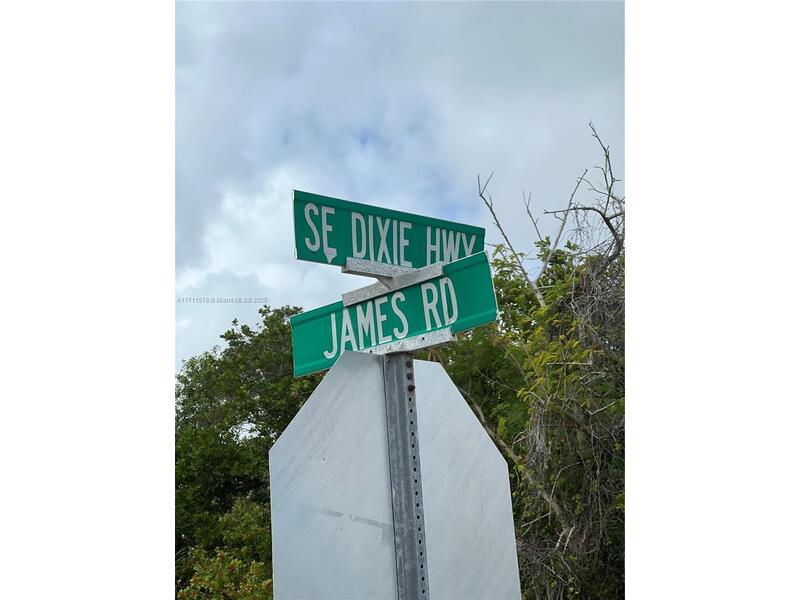 SE DIXIE HWY
JAMES RD
A11711578 © Miami MLS® 2025